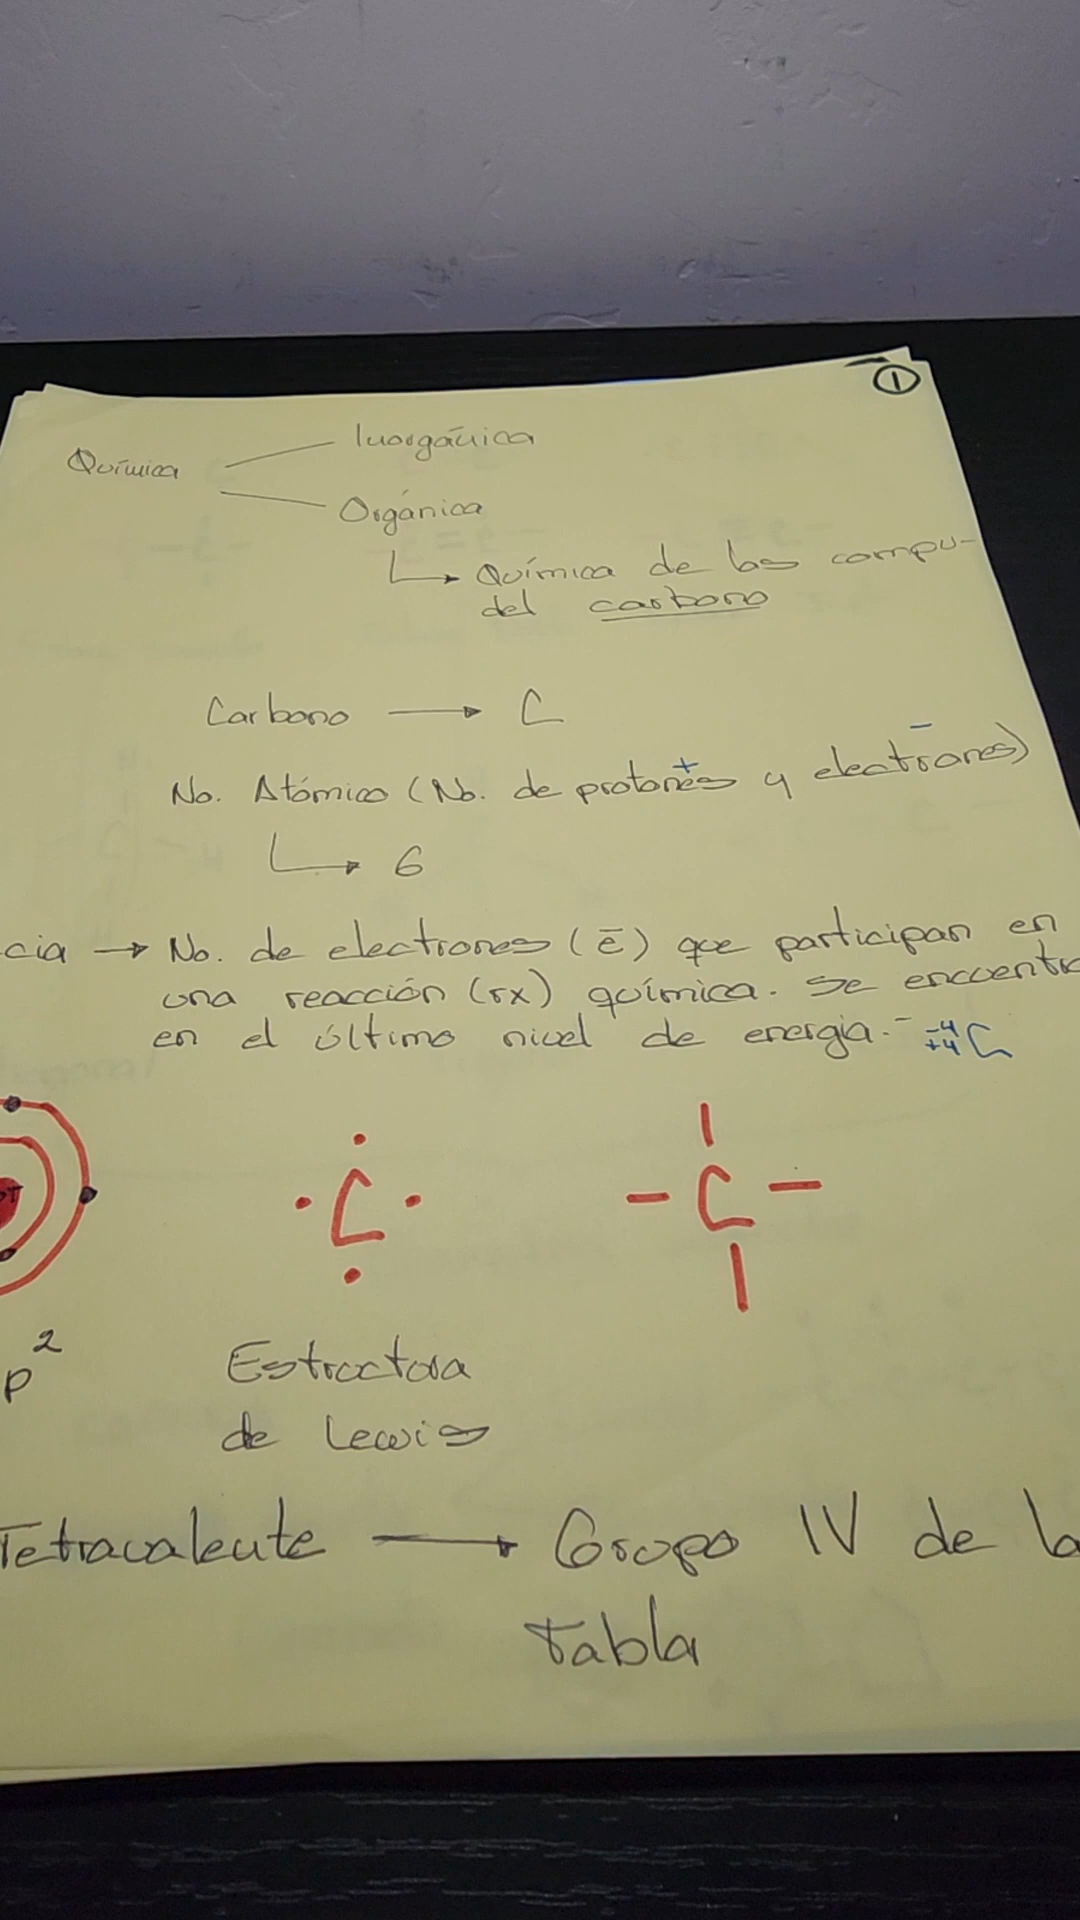 ①
Química
Inorgánica
Orgánica
Química de los compu-
del carbono
Carbono → C
No. Atómico (No. de protones y electrones)
+ -
6
cia → No. de electrones (ē) que participan en
una reacción (rx) química. Se encuentra
en el último nivel de energía.- -4 +4 C
C
- C -
p²
Estructura
de Lewis
Tetravalente → Grupo IV de la
tabla